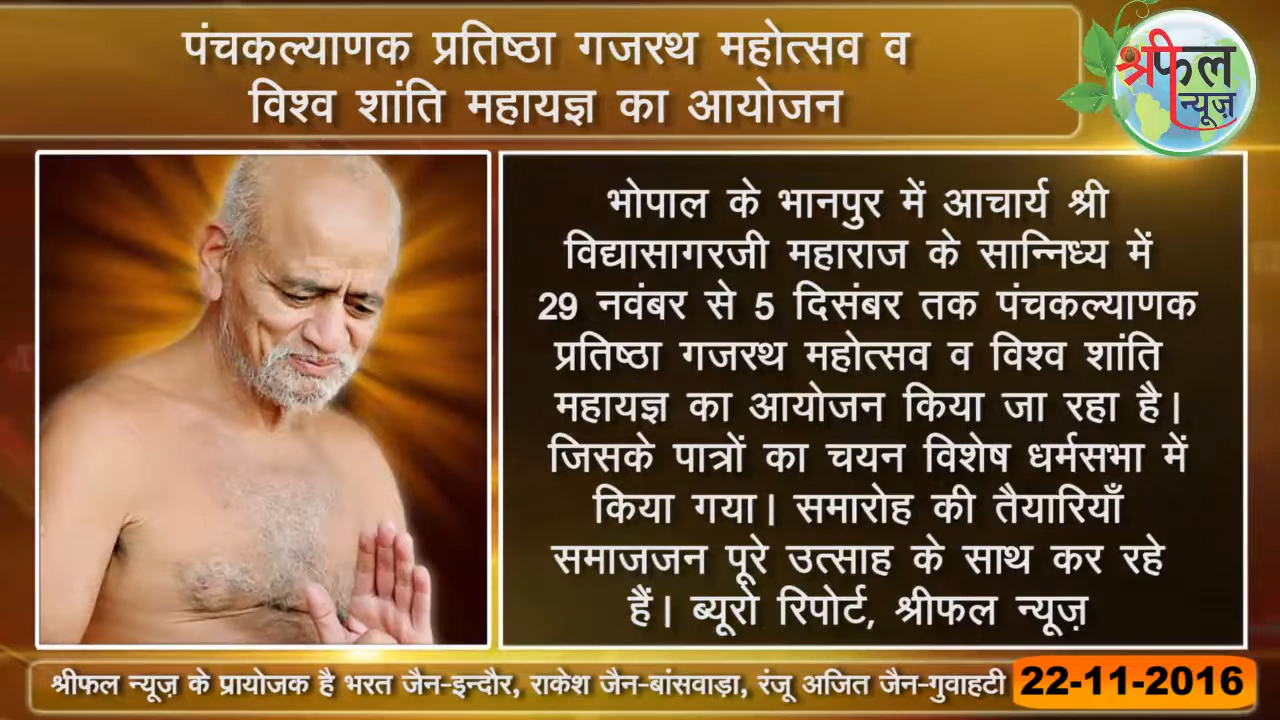 पंचकल्याणक प्रतिष्ठा गजरथ महोत्सव व
विश्व शांति महायज्ञ का आयोजन
श्रीफल
न्यूज़
भोपाल के भानपुर में आचार्य श्री
विद्यासागरजी महाराज के सान्निध्य में
29 नवंबर से 5 दिसंबर तक पंचकल्याणक
प्रतिष्ठा गजरथ महोत्सव व विश्व शांति
महायज्ञ का आयोजन किया जा रहा है।
जिसके पात्रों का चयन विशेष धर्मसभा में
किया गया। समारोह की तैयारियाँ
समाजजन पूरे उत्साह के साथ कर रहे
हैं। ब्यूरो रिपोर्ट, श्रीफल न्यूज़
श्रीफल न्यूज़ के प्रायोजक है भरत जैन-इन्दौर, राकेश जैन-बांसवाड़ा, रंजू अजित जैन-गुवाहटी 22-11-2016